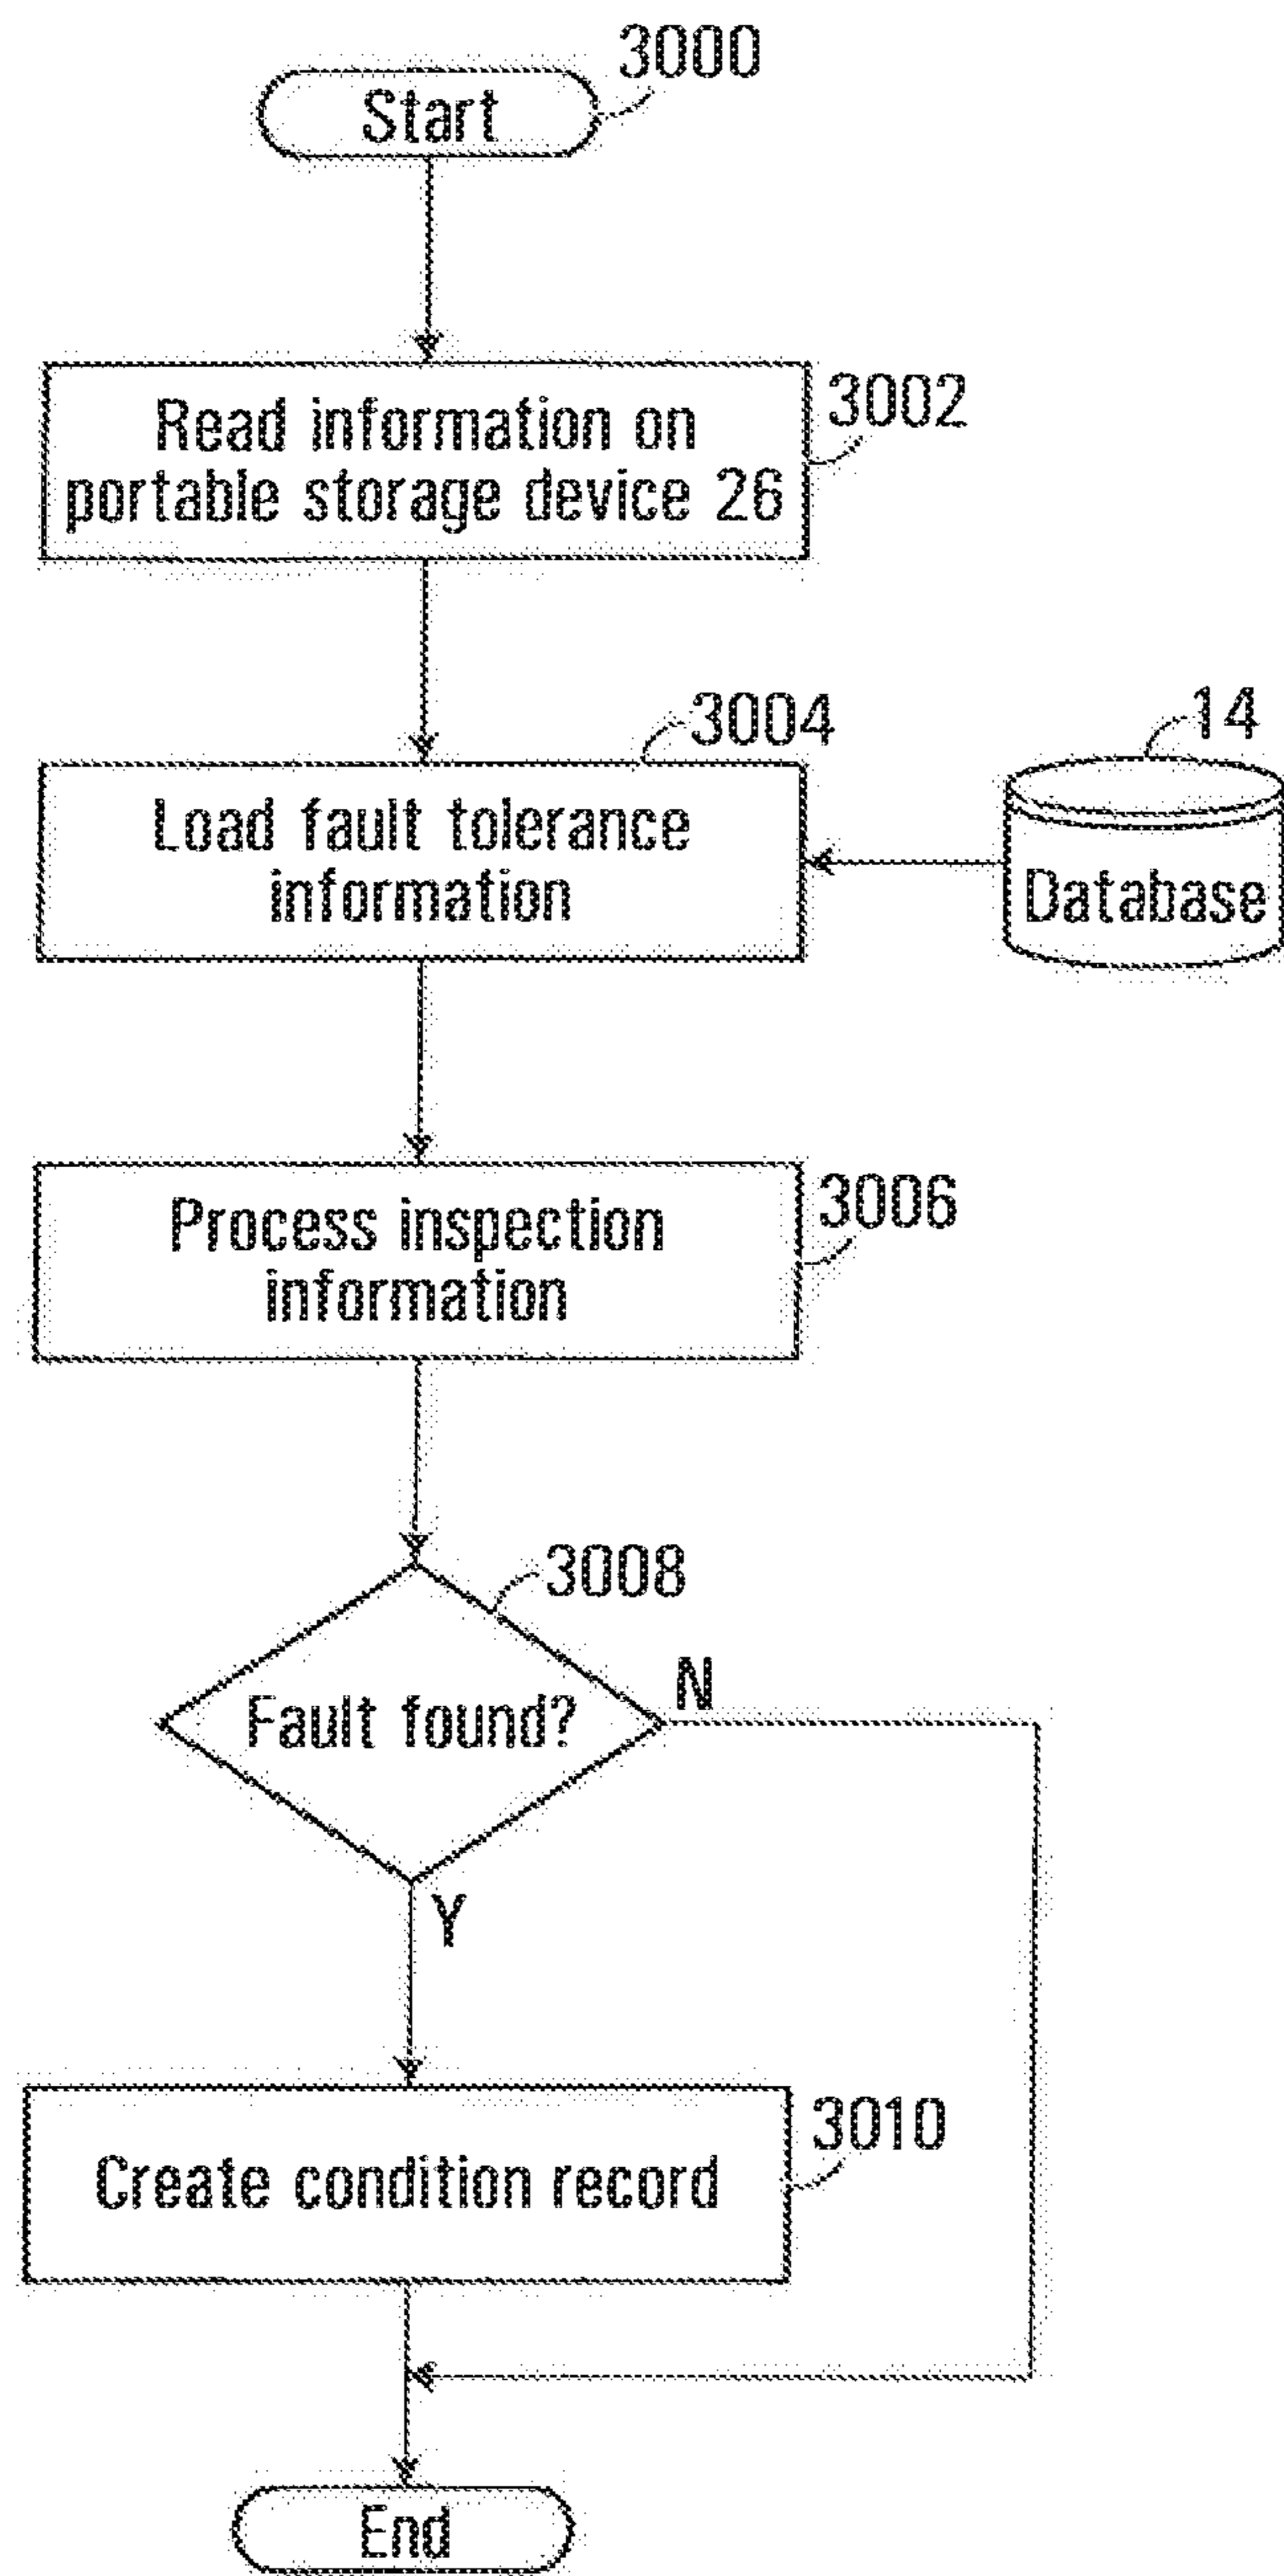 3000
Start
3002
Read information on
portable storage device 26
3004
14
Load fault tolerance
information
Database
3006
Process inspection
information
3008
N
Fault found?
Y
3010
Create condition record
End